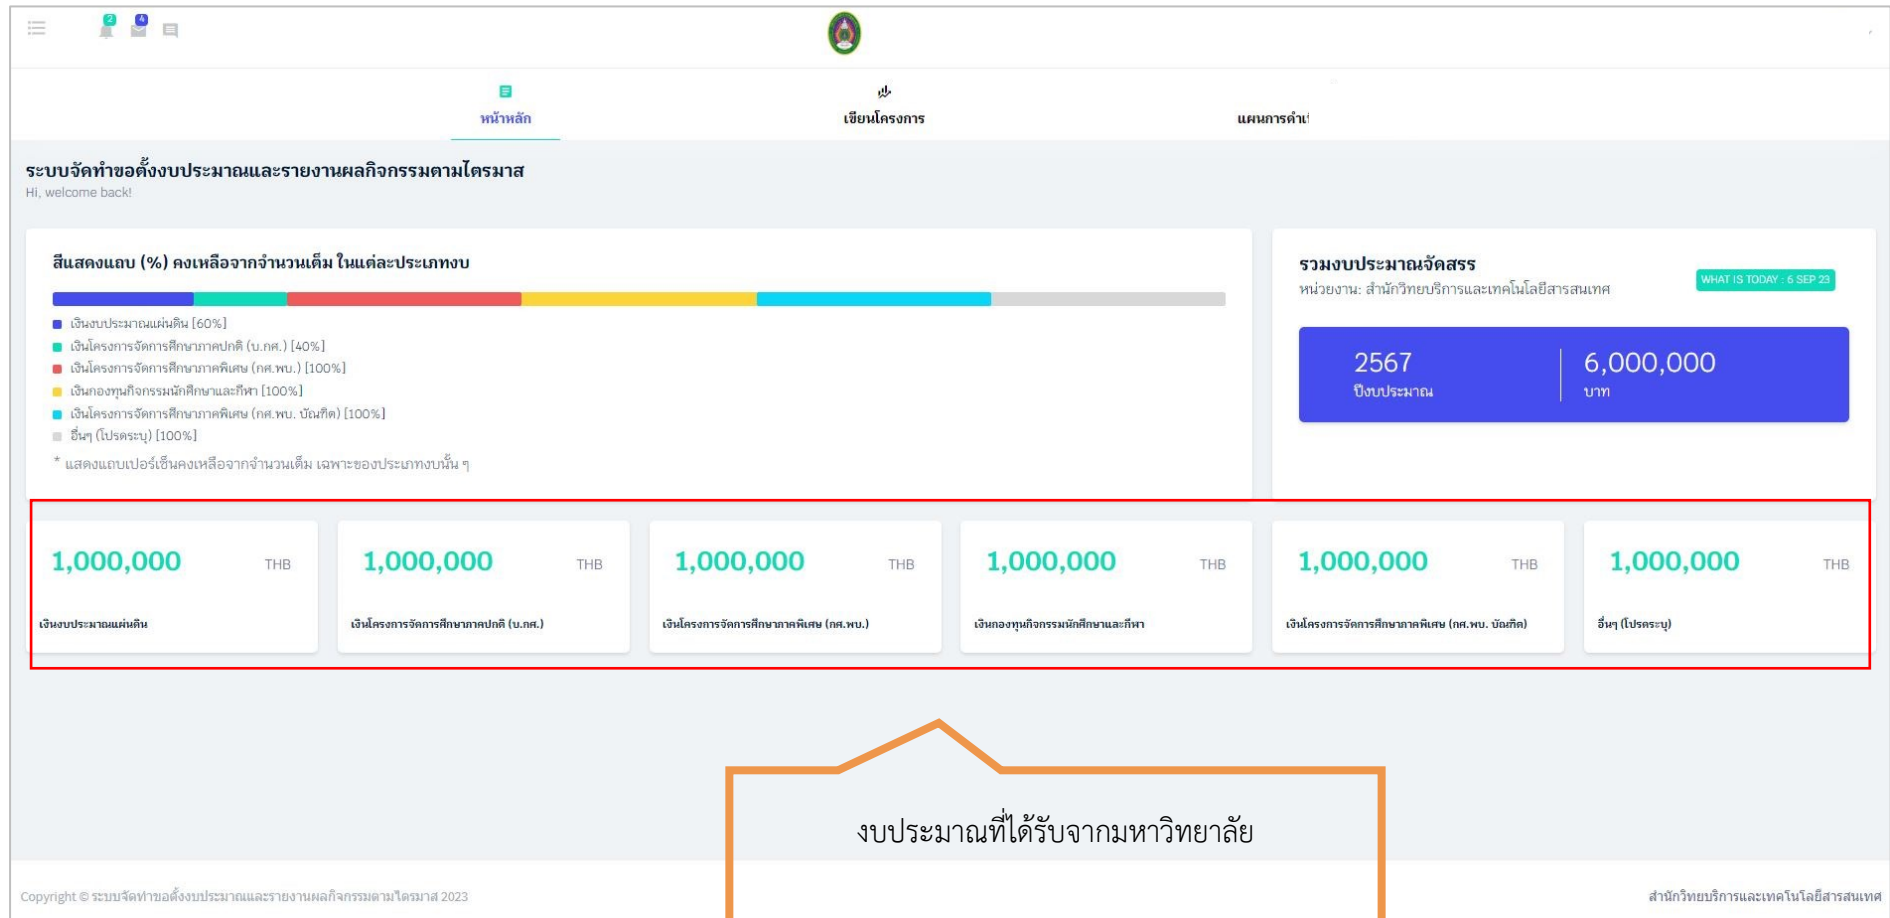 2
4
หน้าหลัก
เขียนโครงการ
แผนการดำเ
ระบบจัดทำขอตั้งงบประมาณและรายงานผลกิจกรรมตามไตรมาส
Hi, welcome back!
สีแสดงแถบ (%) คงเหลือจากจำนวนเต็ม ในแต่ละประเภทงบ
เงินงบประมาณแผ่นดิน [60%]
เงินโครงการจัดการศึกษาภาคปกติ (บ.กศ.) [40%]
เงินโครงการจัดการศึกษาภาคพิเศษ (กศ.พบ.) [100%]
เงินกองทุนกิจกรรมนักศึกษาและกีฬา [100%]
เงินโครงการจัดการศึกษาภาคพิเศษ (กศ.พบ. บัณฑิต) [100%]
อื่นๆ (โปรดระบุ) [100%]
* แสดงแถบเปอร์เซ็นคงเหลือจากจำนวนเต็ม เฉพาะของประเภทงบนั้น ๆ
รวมงบประมาณจัดสรร
หน่วยงาน: สำนักวิทยบริการและเทคโนโลยีสารสนเทศ
WHAT IS TODAY : 6 SEP 23
2567
ปีงบประมาณ
6,000,000
บาท
1,000,000 THB
เงินงบประมาณแผ่นดิน
1,000,000 THB
เงินโครงการจัดการศึกษาภาคปกติ (บ.กศ.)
1,000,000 THB
เงินโครงการจัดการศึกษาภาคพิเศษ (กศ.พบ.)
1,000,000 THB
เงินกองทุนกิจกรรมนักศึกษาและกีฬา
1,000,000 THB
เงินโครงการจัดการศึกษาภาคพิเศษ (กศ.พบ. บัณฑิต)
1,000,000 THB
อื่นๆ (โปรดระบุ)
งบประมาณที่ได้รับจากมหาวิทยาลัย
Copyright © ระบบจัดทำขอตั้งงบประมาณและรายงานผลกิจกรรมตามไตรมาส 2023
สำนักวิทยบริการและเทคโนโลยีสารสนเทศ